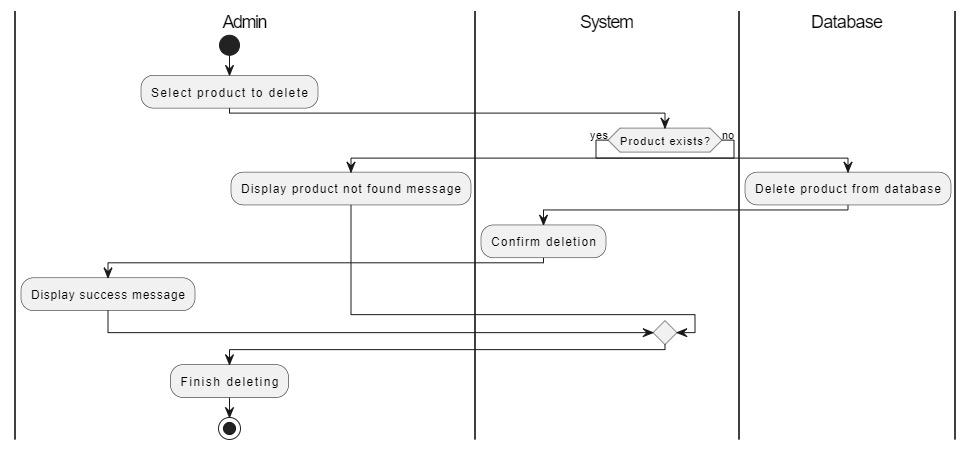 Admin
System
Database
Select product to delete
yes
Product exists?
no
Display product not found message
Delete product from database
Confirm deletion
Display success message
Finish deleting